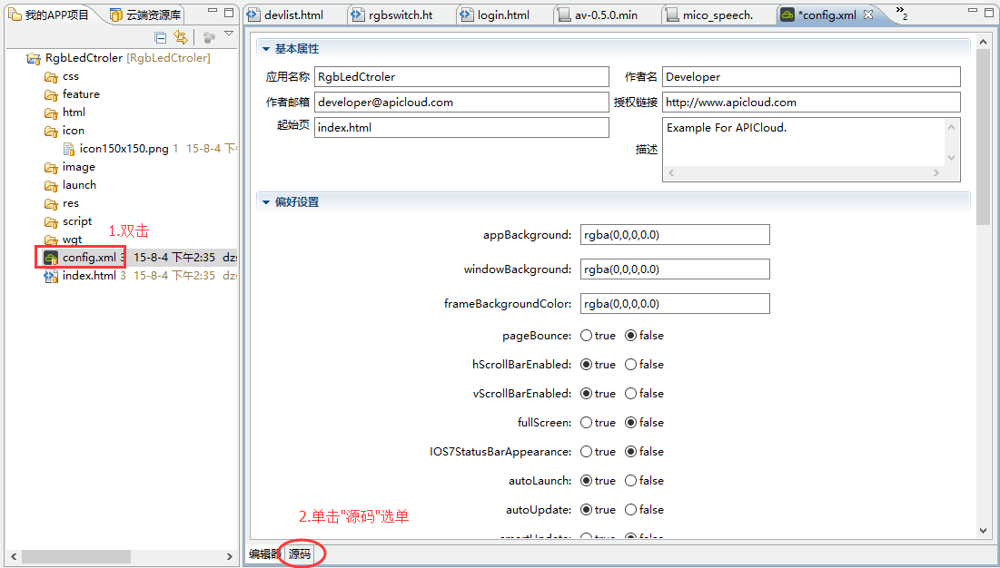 我的APP项目 云端资源库
devlist.html rgbswitch.ht login.html av-0.5.0.min mico_speech. *config.xml »2
RgbLedCtroler [RgbLedCtroler]
css
feature
html
icon
icon150x150.png 1 15-8-4 下
image
launch
res
script
wgt
1.双击
config.xml 3 15-8-4 下午2:35 dzs
index.html 3 15-8-4 下午2:35 dzs
基本属性
应用名称 RgbLedCtroler 作者名 Developer
作者邮箱 developer@apicloud.com 授权链接 http://www.apicloud.com
起始页 index.html 描述 Example For APICloud.
偏好设置
appBackground: rgba(0,0,0,0.0)
windowBackground: rgba(0,0,0,0.0)
frameBackgroundColor: rgba(0,0,0,0.0)
pageBounce: true false
hScrollBarEnabled: true false
vScrollBarEnabled: true false
fullScreen: true false
IOS7StatusBarAppearance: true false
autoLaunch: true false
autoUpdate: true false
smartUpdate: true false
2.单击"源码"选单
编辑器 源码